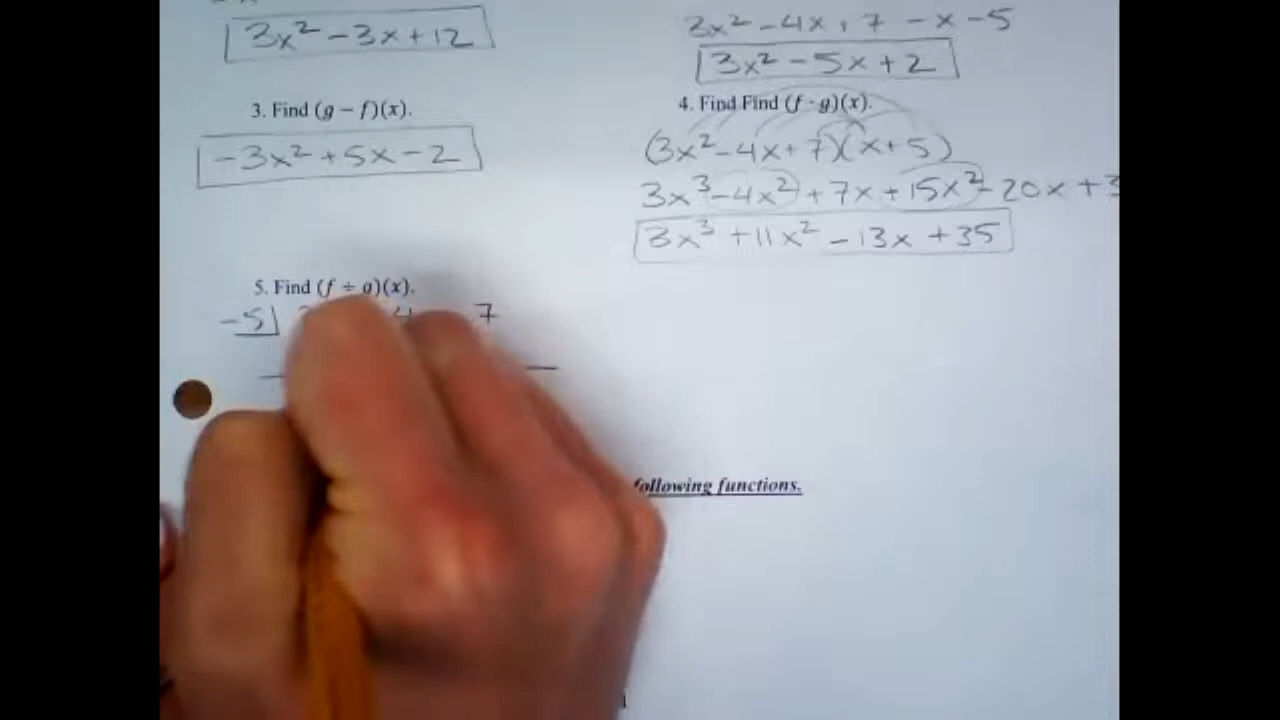 3x² - 3x + 12
3x² - 4x + 7 - x - 5
3x² - 5x + 2
3. Find (g − f)(x).
-3x² + 5x - 2
4. Find Find (f · g)(x).
(3x² - 4x + 7)(x + 5)
3x³ - 4x² + 7x + 15x² - 20x + 3
3x³ + 11x² - 13x + 35
5. Find (f ÷ g)(x).
-5 4 7
following functions.